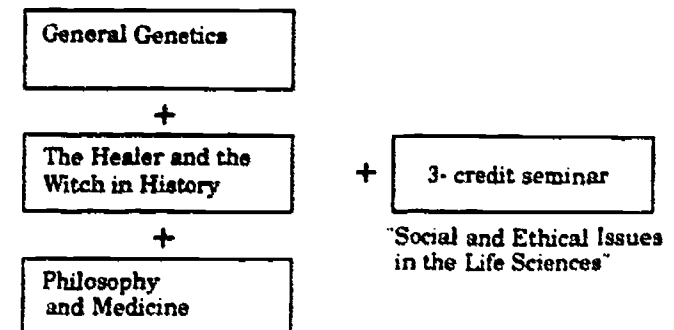 General Genetics
+
The Healer and the
Witch in History
+
Philosophy
and Medicine
+
3- credit seminar
"Social and Ethical Issues
in the Life Sciences"